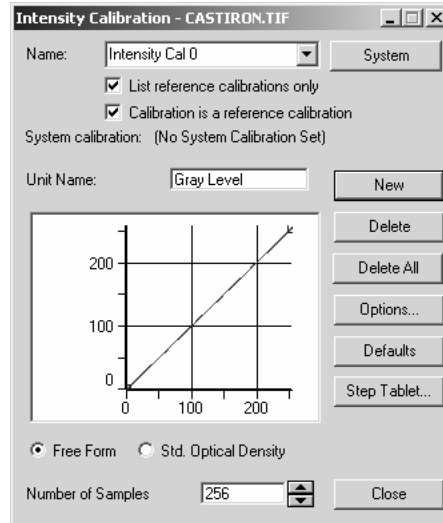 Intensity Calibration - CASTIRON.TIF
Name: Intensity Cal 0 System
List reference calibrations only
Calibration is a reference calibration
System calibration: (No System Calibration Set)
Unit Name: Gray Level New
Delete
Delete All
Options...
Defaults
Step Tablet...
200
100
0
0 100 200
Free Form Std. Optical Density
Number of Samples 256 Close